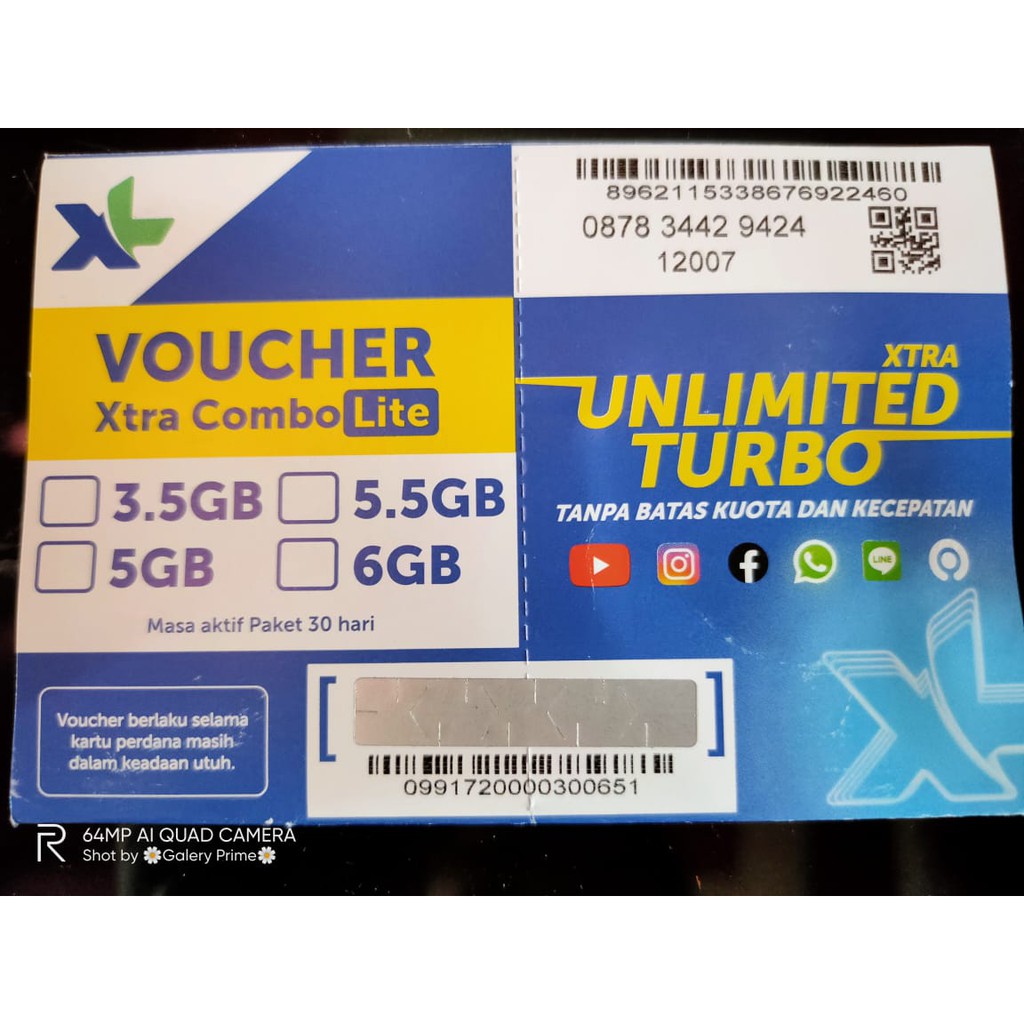 XL
VOUCHER
Xtra Combo Lite
3.5GB
5.5GB
5GB
6GB
Masa aktif Paket 30 hari
Voucher berlaku selama
kartu perdana masih
dalam keadaan utuh.
8962115338676922460
0878 3442 9424
12007
XTRA
UNLIMITED
TURBO
TANPA BATAS KUOTA DAN KECEPATAN
LINE
XL
0991720000300651
R
64MP AI QUAD CAMERA
Shot by 🌼Galery Prime🌼